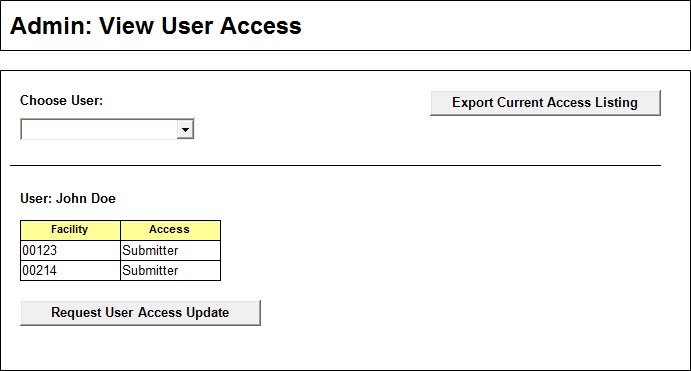 Admin: View User Access
Choose User:
Export Current Access Listing
User: John Doe
Facility Access
00123 Submitter
00214 Submitter
Request User Access Update